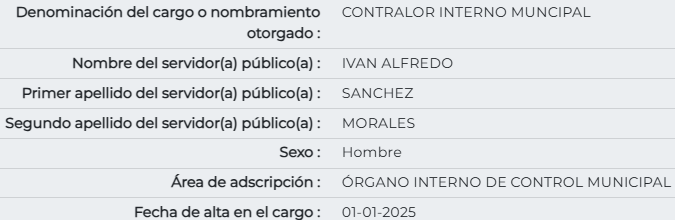 Denominación del cargo o nombramiento otorgado : CONTRALOR INTERNO MUNCIPAL
Nombre del servidor(a) público(a) : IVAN ALFREDO
Primer apellido del servidor(a) público(a) : SANCHEZ
Segundo apellido del servidor(a) público(a) : MORALES
Sexo : Hombre
Área de adscripción : ÓRGANO INTERNO DE CONTROL MUNICIPAL
Fecha de alta en el cargo : 01-01-2025